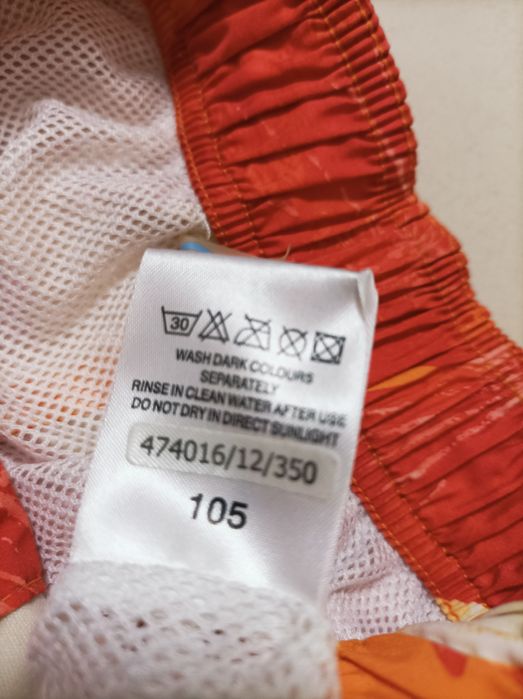 30
WASH DARK COLOURS
SEPARATELY
RINSE IN CLEAN WATER AFTER USE
DO NOT DRY IN DIRECT SUNLIGHT
474016/12/350
105